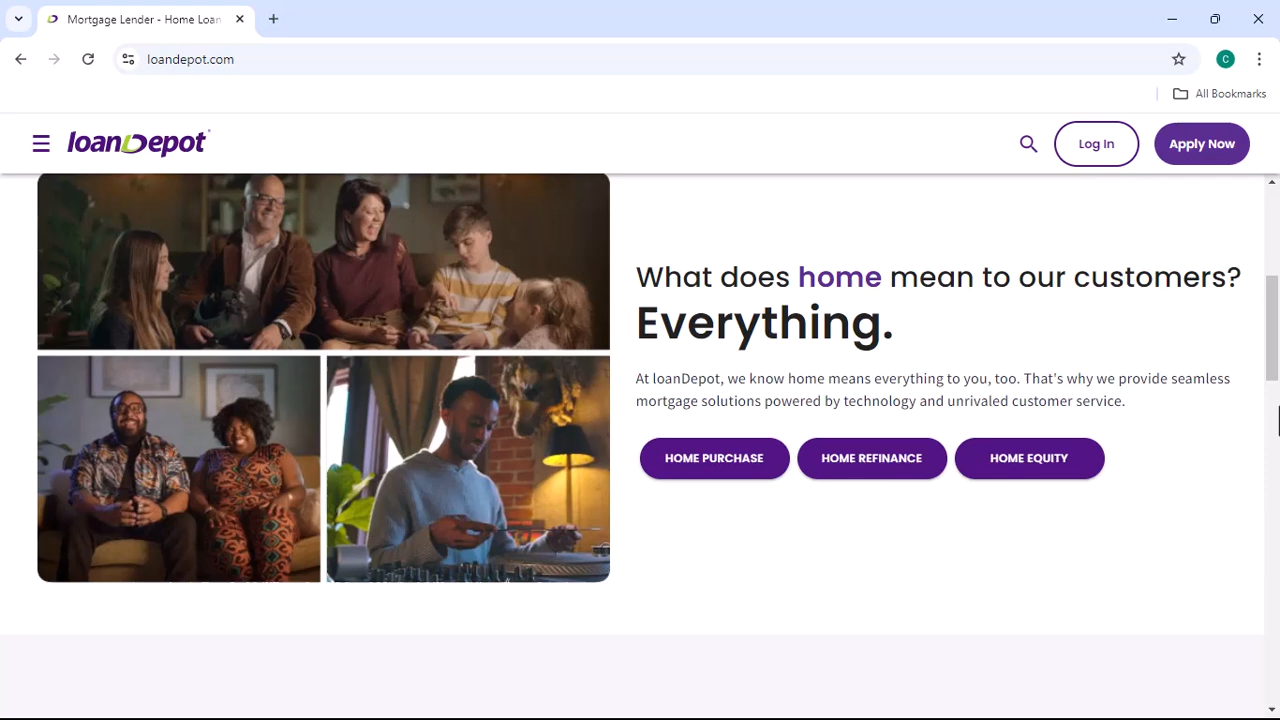 Mortgage Lender - Home Loan
loandepot.com
C
All Bookmarks
loanDepot
Log In
Apply Now
What does home mean to our customers?
Everything.
At loanDepot, we know home means everything to you, too. That's why we provide seamless
mortgage solutions powered by technology and unrivaled customer service.
HOME PURCHASE
HOME REFINANCE
HOME EQUITY